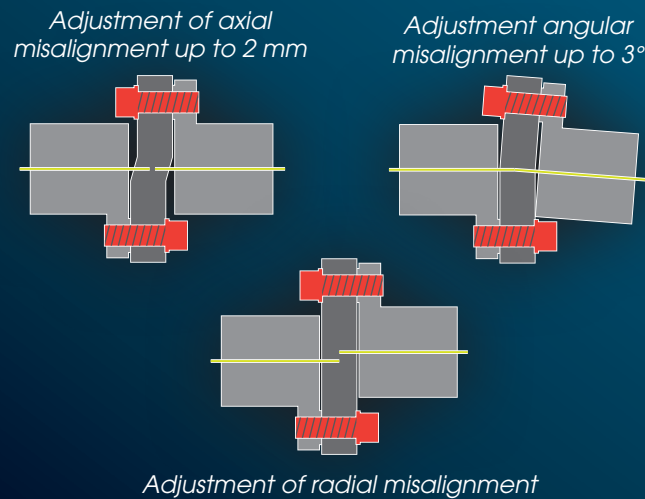 Adjustment of axial
misalignment up to 2 mm
Adjustment angular
misalignment up to 3°
Adjustment of radial misalignment